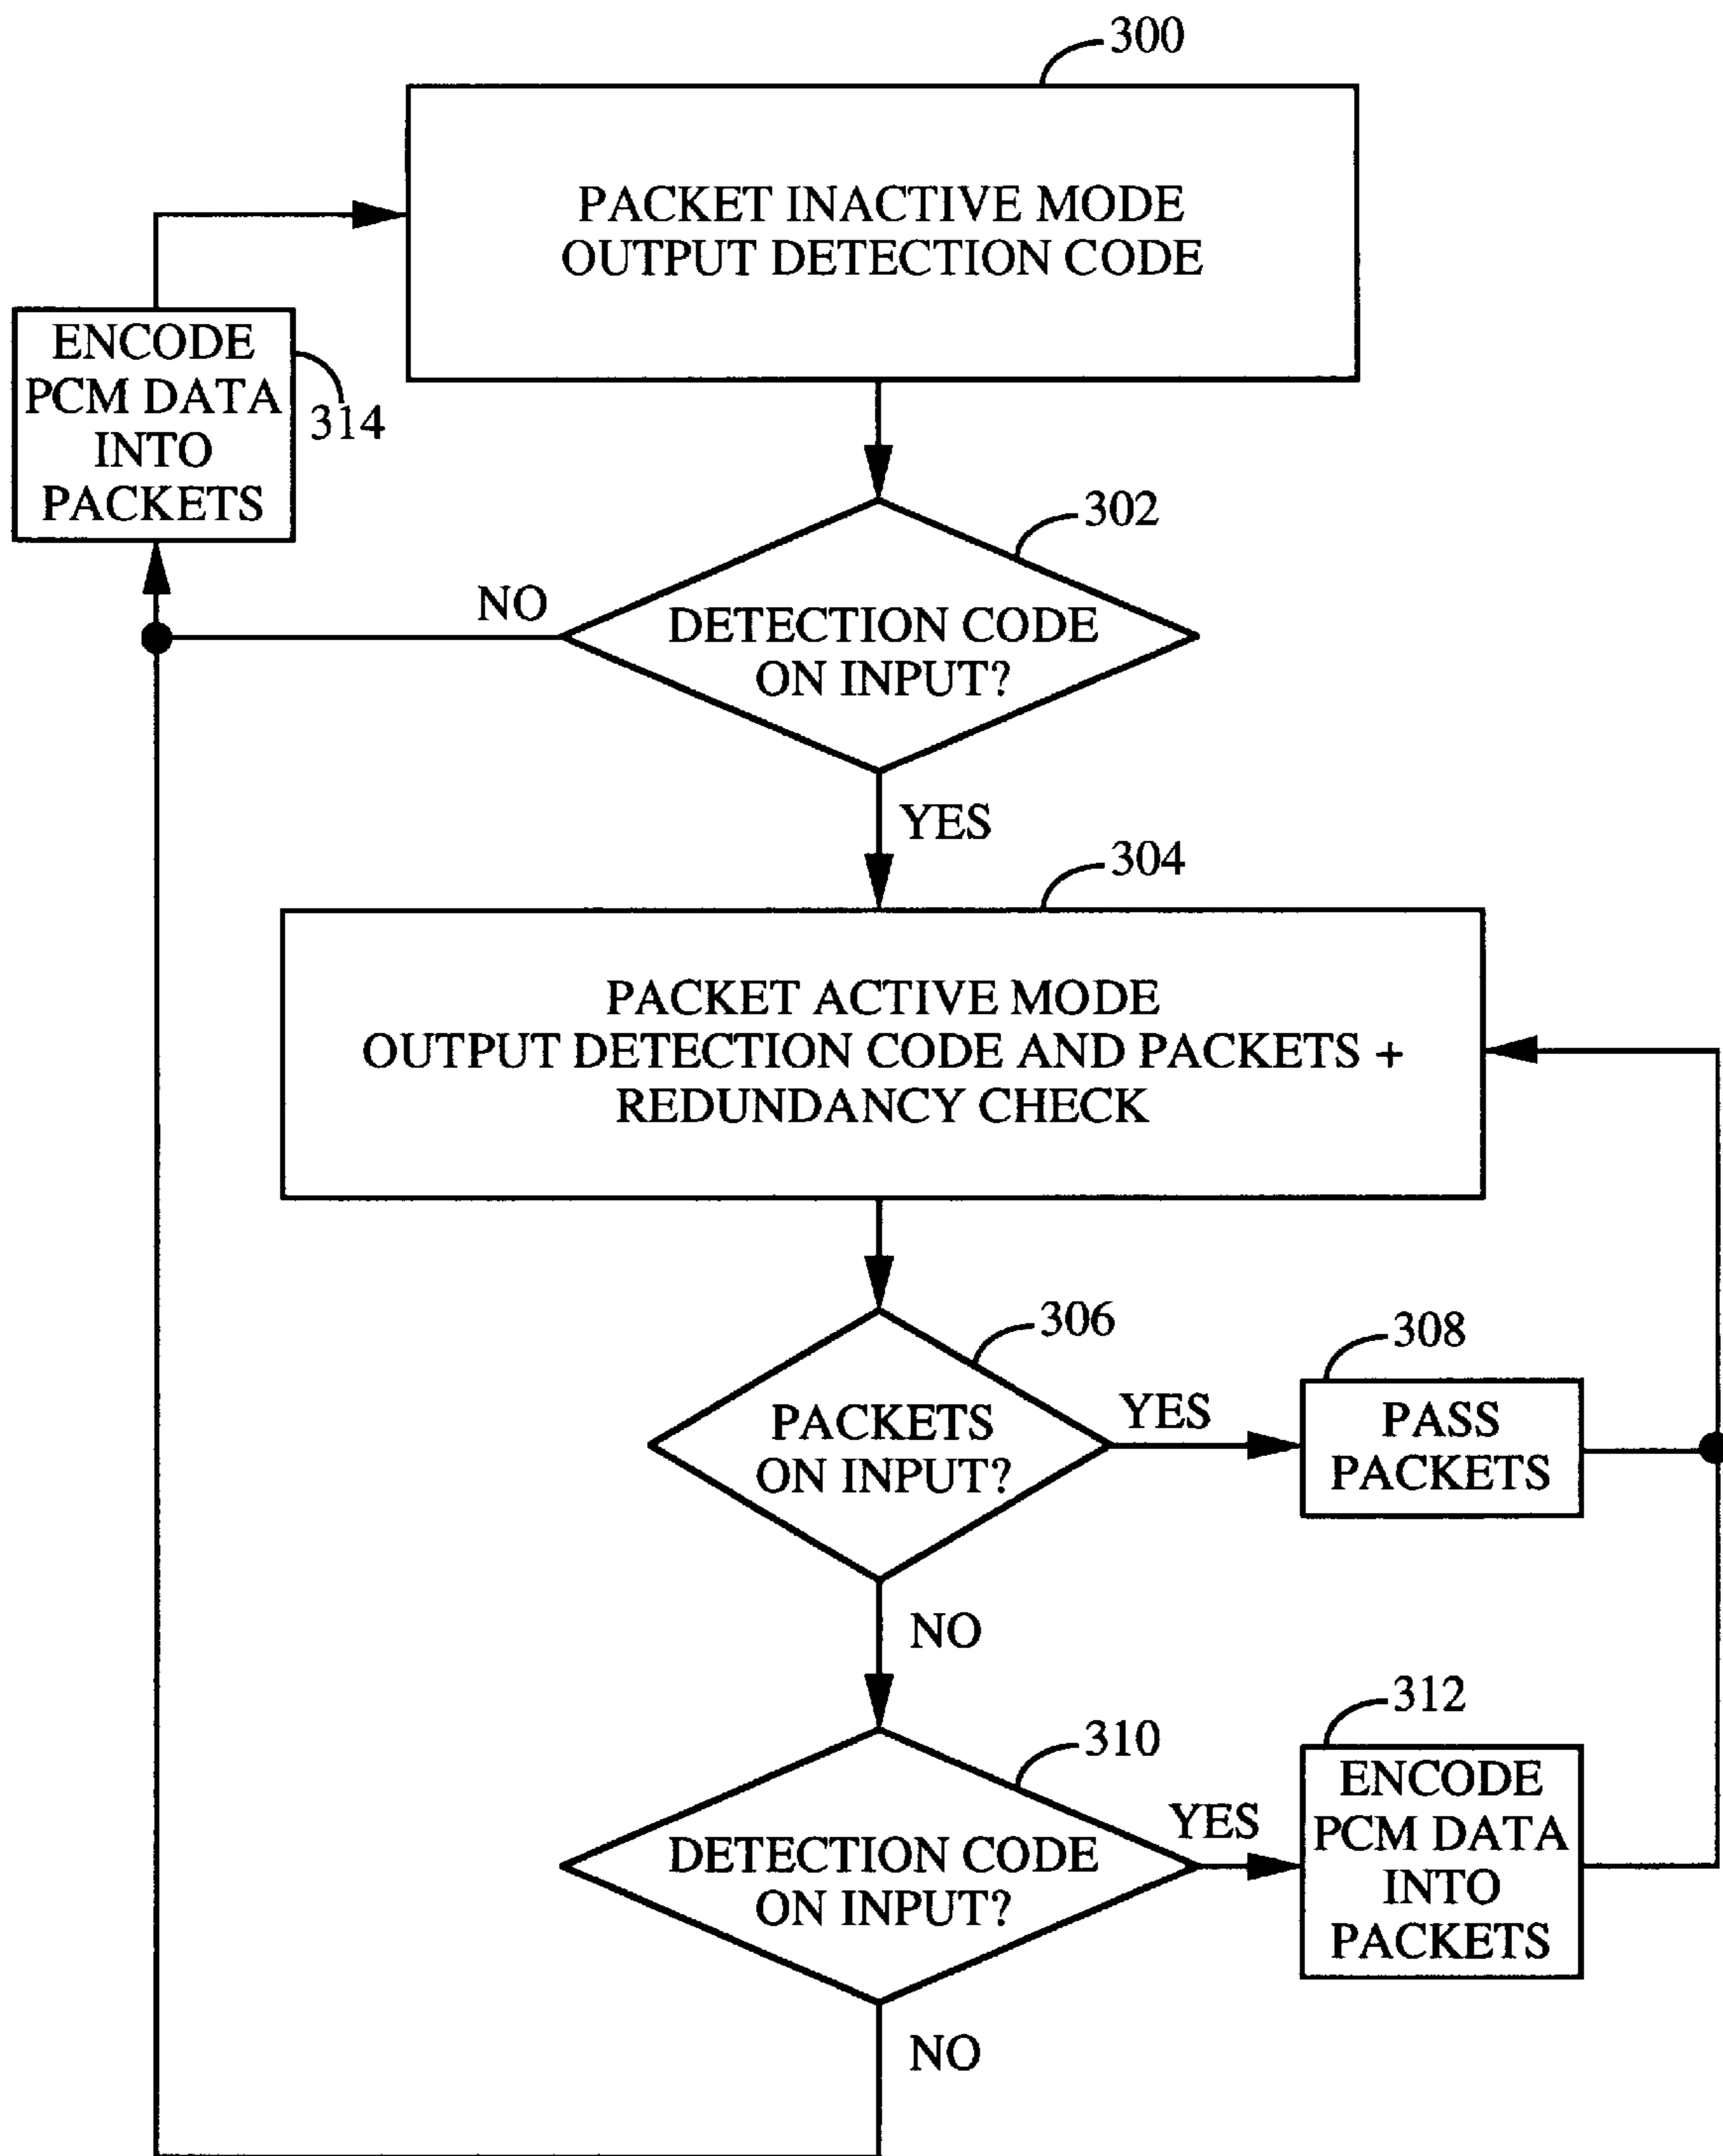 300
PACKET INACTIVE MODE
OUTPUT DETECTION CODE
ENCODE
PCM DATA
INTO
PACKETS
314
302
NO
DETECTION CODE
ON INPUT?
YES
304
PACKET ACTIVE MODE
OUTPUT DETECTION CODE AND PACKETS +
REDUNDANCY CHECK
306
308
PACKETS
ON INPUT?
YES
PASS
PACKETS
NO
310
312
DETECTION CODE
ON INPUT?
YES
ENCODE
PCM DATA
INTO
PACKETS
NO